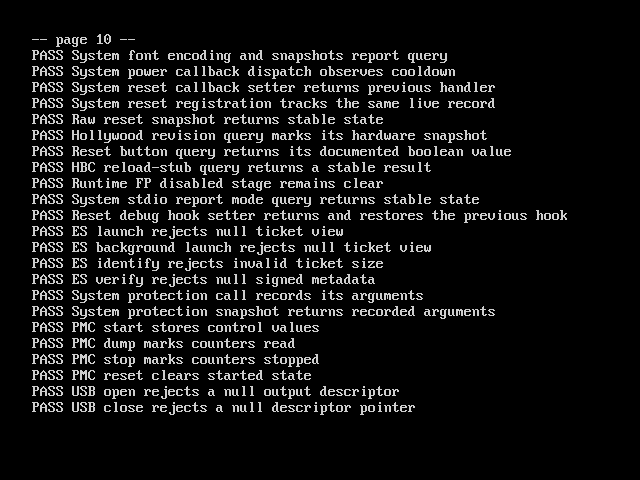 -- page 10 --
PASS System font encoding and snapshots report query
PASS System power callback dispatch observes cooldown
PASS System reset callback setter returns previous handler
PASS System reset registration tracks the same live record
PASS Raw reset snapshot returns stable state
PASS Hollywood revision query marks its hardware snapshot
PASS Reset button query returns its documented boolean value
PASS HBC reload-stub query returns a stable result
PASS Runtime FP disabled stage remains clear
PASS System stdio report mode query returns stable state
PASS Reset debug hook setter returns and restores the previous hook
PASS ES launch rejects null ticket view
PASS ES background launch rejects null ticket view
PASS ES identify rejects invalid ticket size
PASS ES verify rejects null signed metadata
PASS System protection call records its arguments
PASS System protection snapshot returns recorded arguments
PASS PMC start stores control values
PASS PMC dump marks counters read
PASS PMC stop marks counters stopped
PASS PMC reset clears started state
PASS USB open rejects a null output descriptor
PASS USB close rejects a null descriptor pointer